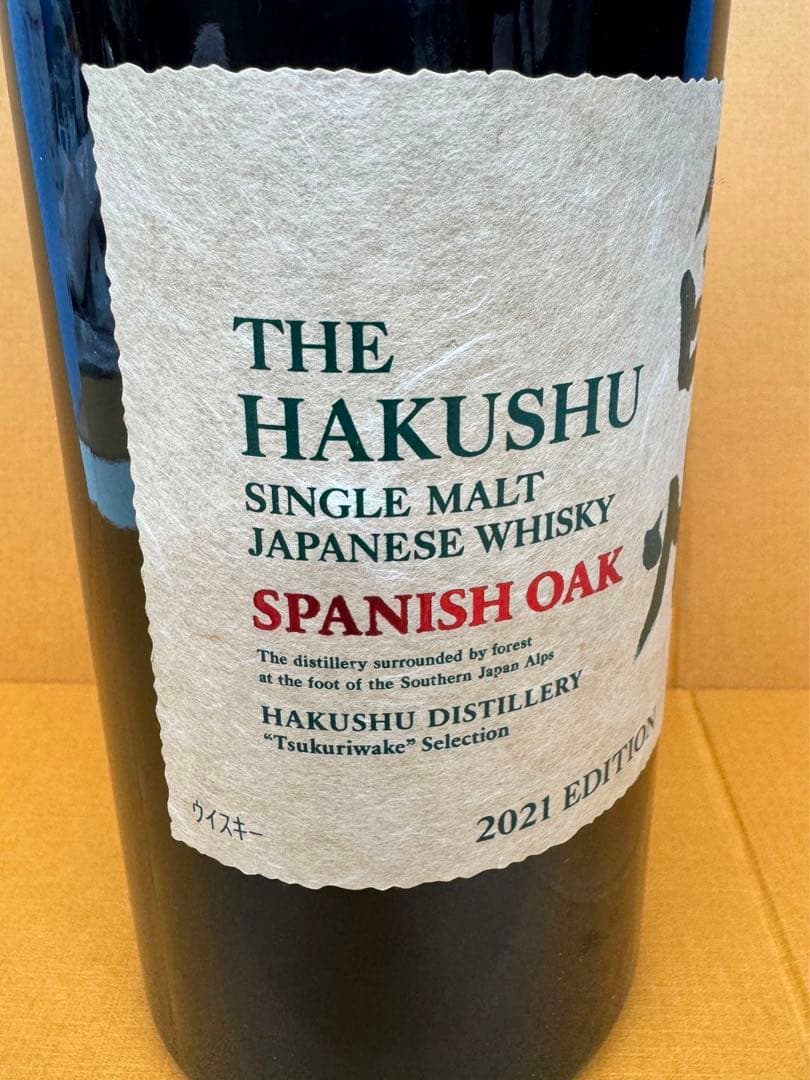 THE
HAKUSHU
SINGLE MALT
JAPANESE WHISKY
SPANISH OAK
The distillery surrounded by forest
at the foot of the Southern Japan Alps
HAKUSHU DISTILLERY
“Tsukuriwake” Selection
2021 EDITION
ウイスキー